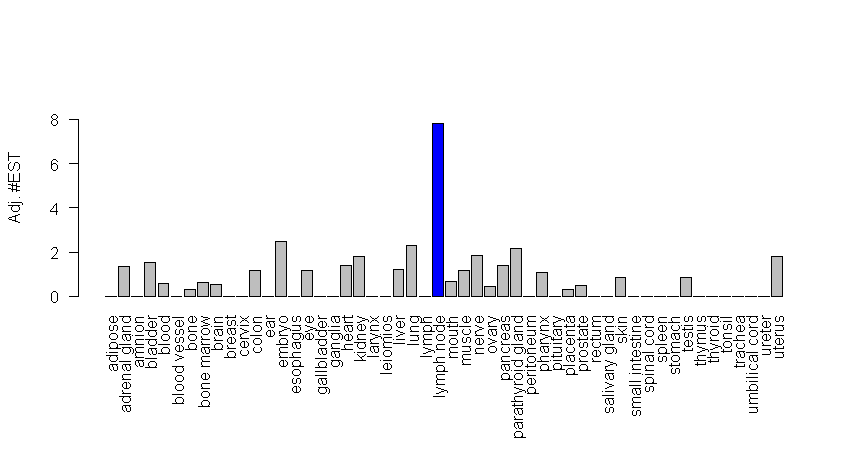 Adj. #EST
8
6
4
2
0
adipose
adrenal gland
amnion
bladder
blood
blood vessel
bone
bone marrow
brain
breast
cervix
colon
ear
embryo
esophagus
eye
gallbladder
ganglia
heart
kidney
larynx
leiomios
liver
lung
lymph
lymph node
mouth
muscle
nerve
ovary
pancreas
parathyroid gland
peritoneum
pharynx
pituitary
placenta
prostate
rectum
salivary gland
skin
small intestine
spinal cord
spleen
stomach
testis
thymus
thyroid
tonsil
trachea
umbilical cord
ureter
uterus